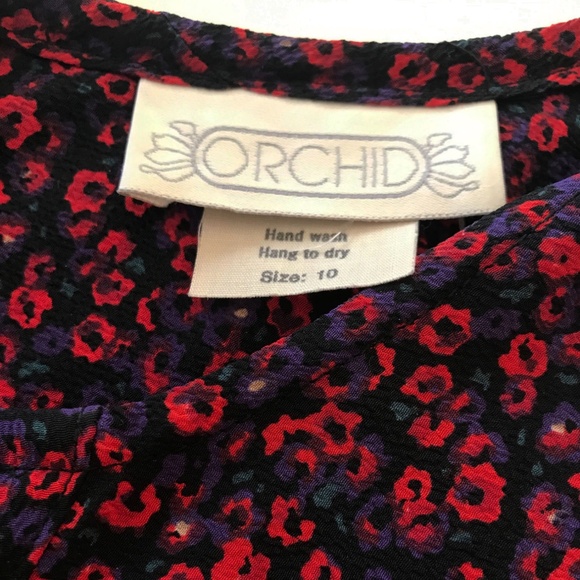 ORCHID
Hand wash
Hang to dry
Size: 10